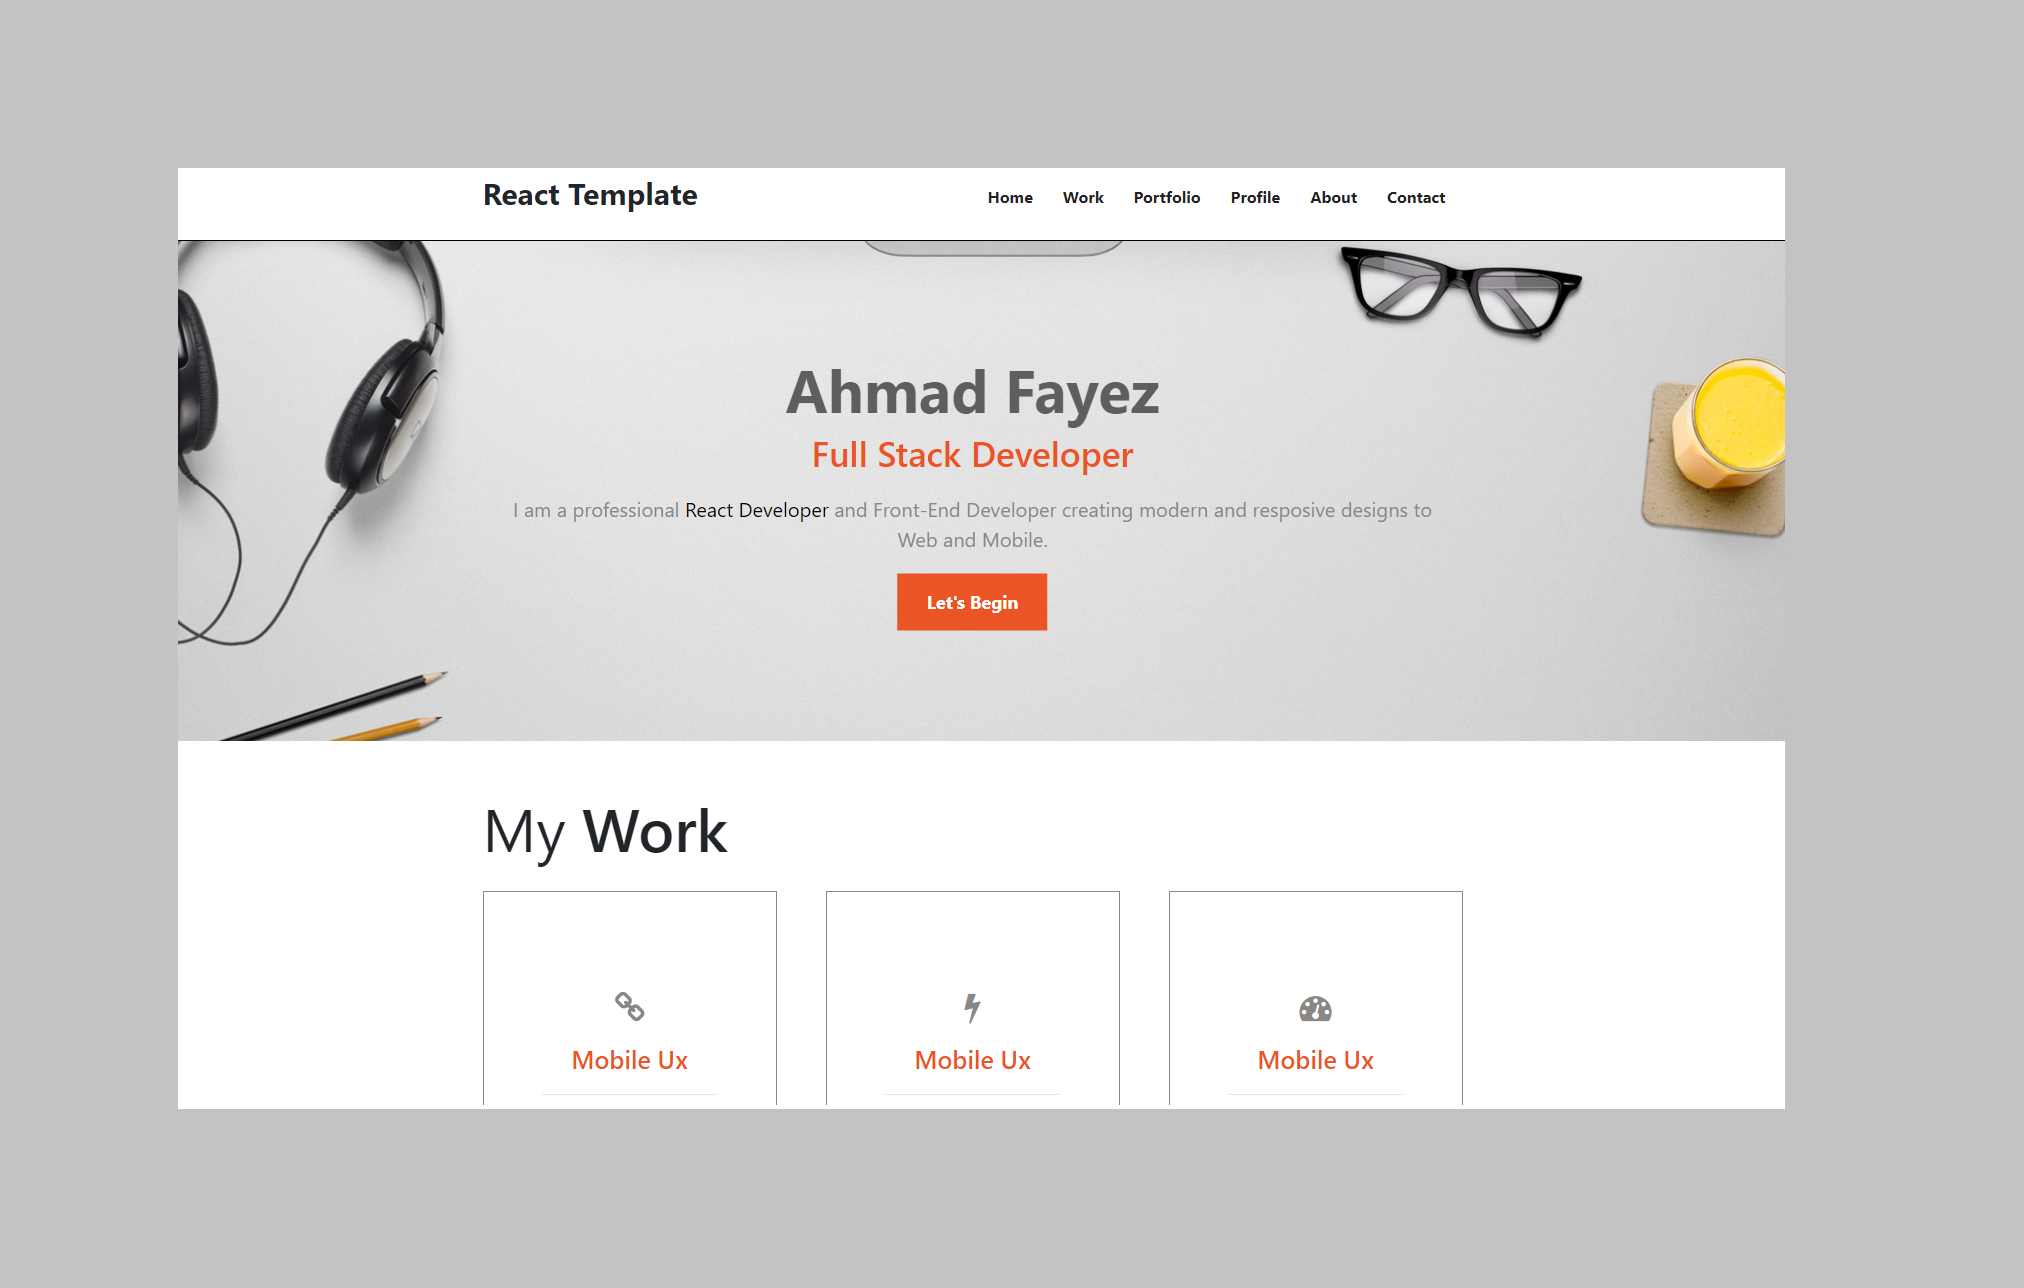 React Template
Home Work Portfolio Profile About Contact
Ahmad Fayez
Full Stack Developer
I am a professional React Developer and Front-End Developer creating modern and resposive designs to
Web and Mobile.
Let's Begin
My Work
Mobile Ux
Mobile Ux
Mobile Ux